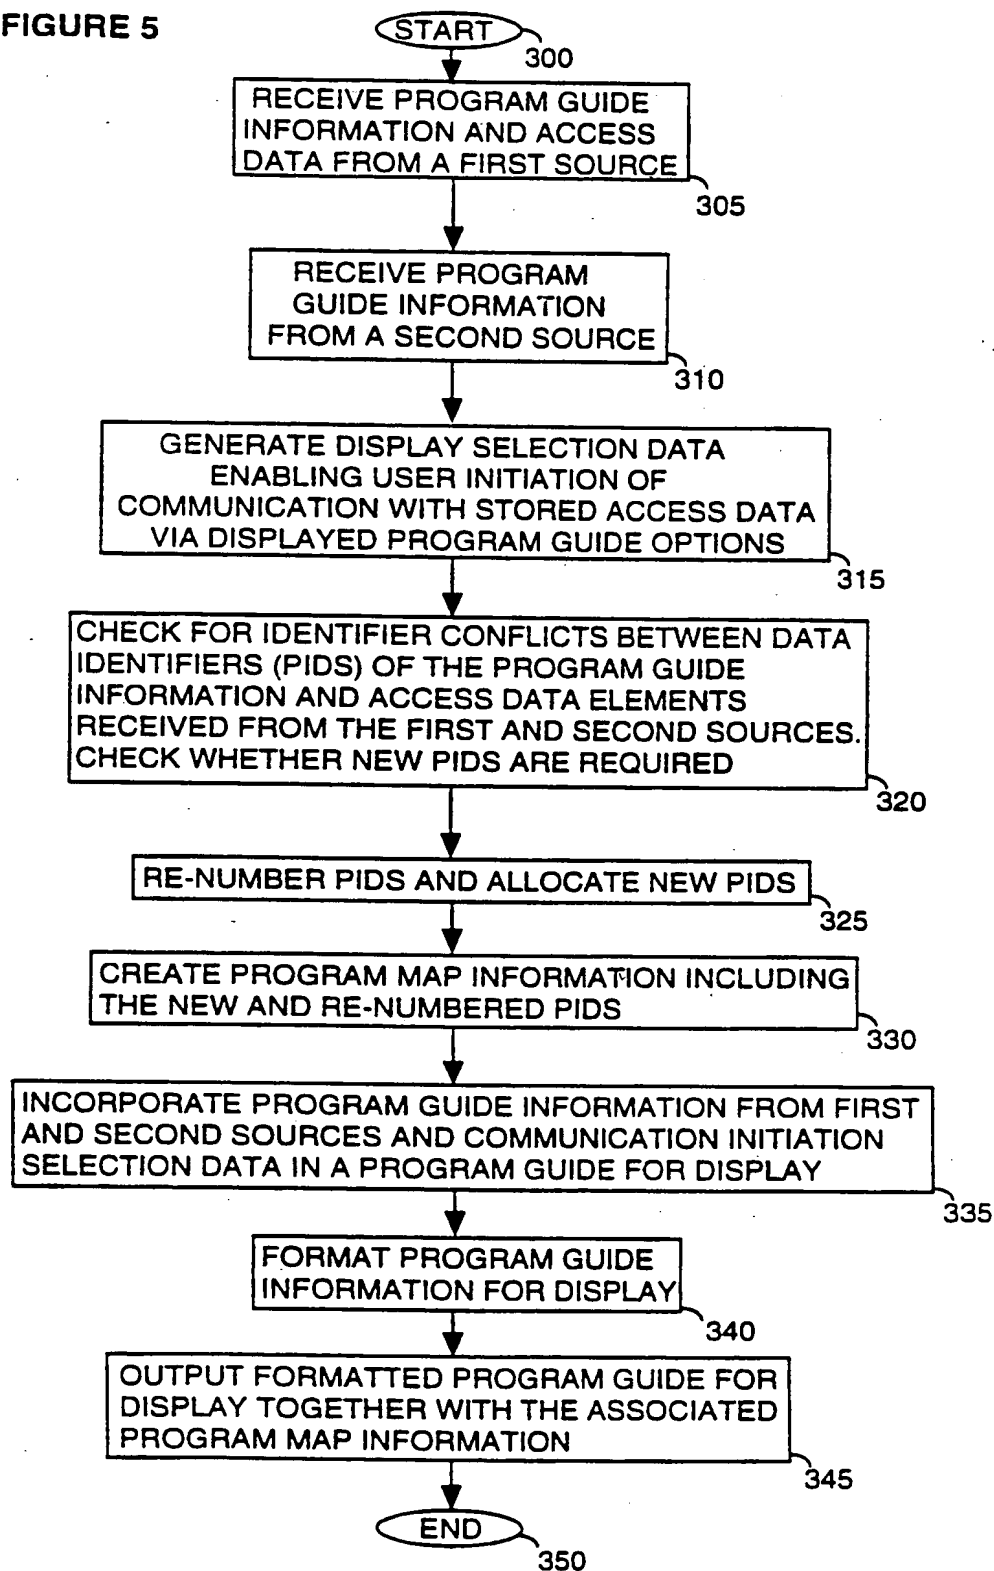 FIGURE 5
START
300
RECEIVE PROGRAM GUIDE
INFORMATION AND ACCESS
DATA FROM A FIRST SOURCE
305
RECEIVE PROGRAM
GUIDE INFORMATION
FROM A SECOND SOURCE
310
GENERATE DISPLAY SELECTION DATA
ENABLING USER INITIATION OF
COMMUNICATION WITH STORED ACCESS DATA
VIA DISPLAYED PROGRAM GUIDE OPTIONS
315
CHECK FOR IDENTIFIER CONFLICTS BETWEEN DATA
IDENTIFIERS (PIDS) OF THE PROGRAM GUIDE
INFORMATION AND ACCESS DATA ELEMENTS
RECEIVED FROM THE FIRST AND SECOND SOURCES.
CHECK WHETHER NEW PIDS ARE REQUIRED
320
RE-NUMBER PIDS AND ALLOCATE NEW PIDS
325
CREATE PROGRAM MAP INFORMATION INCLUDING
THE NEW AND RE-NUMBERED PIDS
330
INCORPORATE PROGRAM GUIDE INFORMATION FROM FIRST
AND SECOND SOURCES AND COMMUNICATION INITIATION
SELECTION DATA IN A PROGRAM GUIDE FOR DISPLAY
335
FORMAT PROGRAM GUIDE
INFORMATION FOR DISPLAY
340
OUTPUT FORMATTED PROGRAM GUIDE FOR
DISPLAY TOGETHER WITH THE ASSOCIATED
PROGRAM MAP INFORMATION
345
END
350